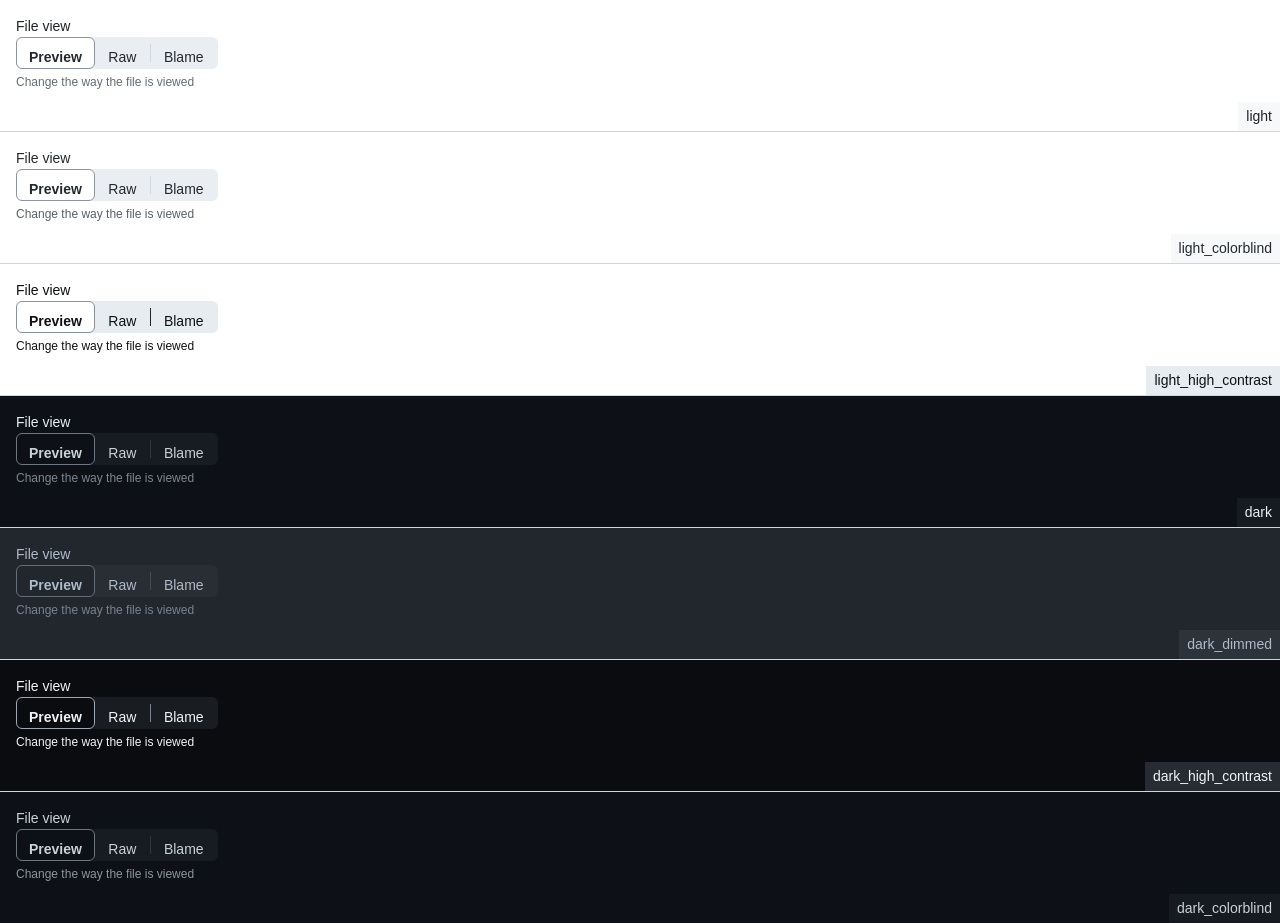 File view
Preview Raw Blame
Change the way the file is viewed
light
File view
Preview Raw Blame
Change the way the file is viewed
light_colorblind
File view
Preview Raw Blame
Change the way the file is viewed
light_high_contrast
File view
Preview Raw Blame
Change the way the file is viewed
dark
File view
Preview Raw Blame
Change the way the file is viewed
dark_dimmed
File view
Preview Raw Blame
Change the way the file is viewed
dark_high_contrast
File view
Preview Raw Blame
Change the way the file is viewed
dark_colorblind